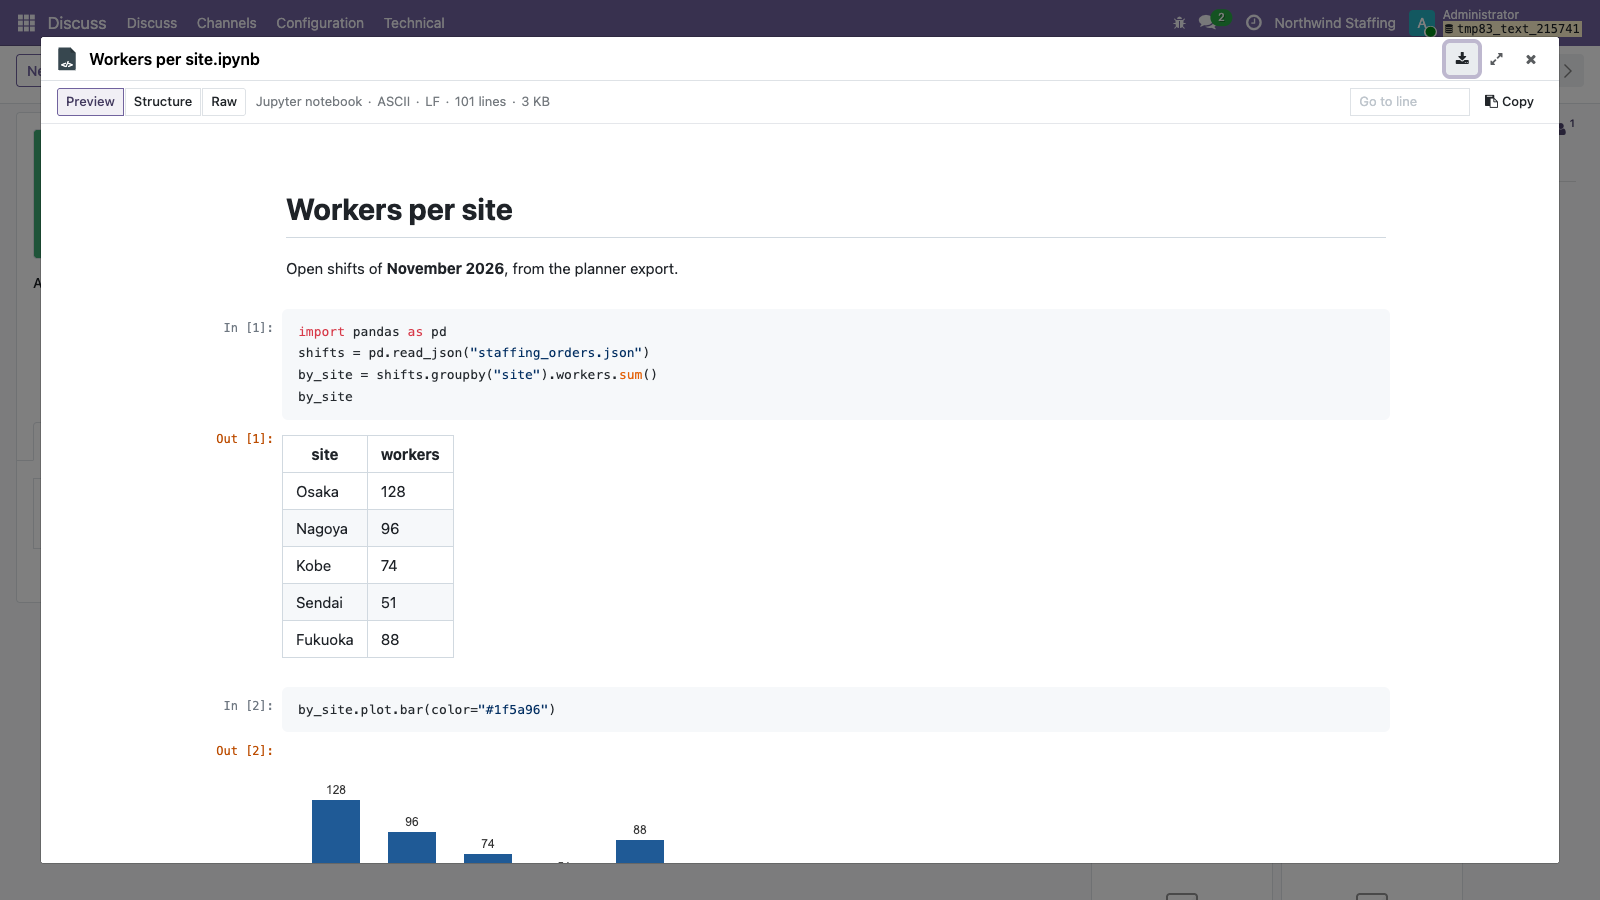 Discuss Discuss Channels Configuration Technical 2 Northwind Staffing A Administrator
tmp83_text_215741
Workers per site.ipynb
Preview Structure Raw Jupyter notebook · ASCII · LF · 101 lines · 3 KB Go to line Copy
1
Workers per site
Open shifts of November 2026, from the planner export.
In [1]:
import pandas as pd
shifts = pd.read_json("staffing_orders.json")
by_site = shifts.groupby("site").workers.sum()
by_site
Out [1]:
site workers
Osaka 128
Nagoya 96
Kobe 74
Sendai 51
Fukuoka 88
In [2]:
by_site.plot.bar(color="#1f5a96")
Out [2]:
128
96
88
74